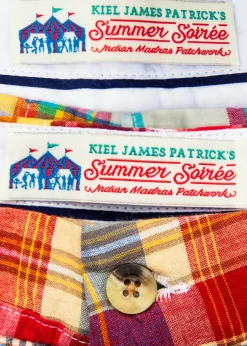 KIEL JAMES PATRICK'S
Summer Soirée
Indian Madras Patchwork
KIEL JAMES PATRICK'S
Summer Soirée
Indian Madras Patchwork